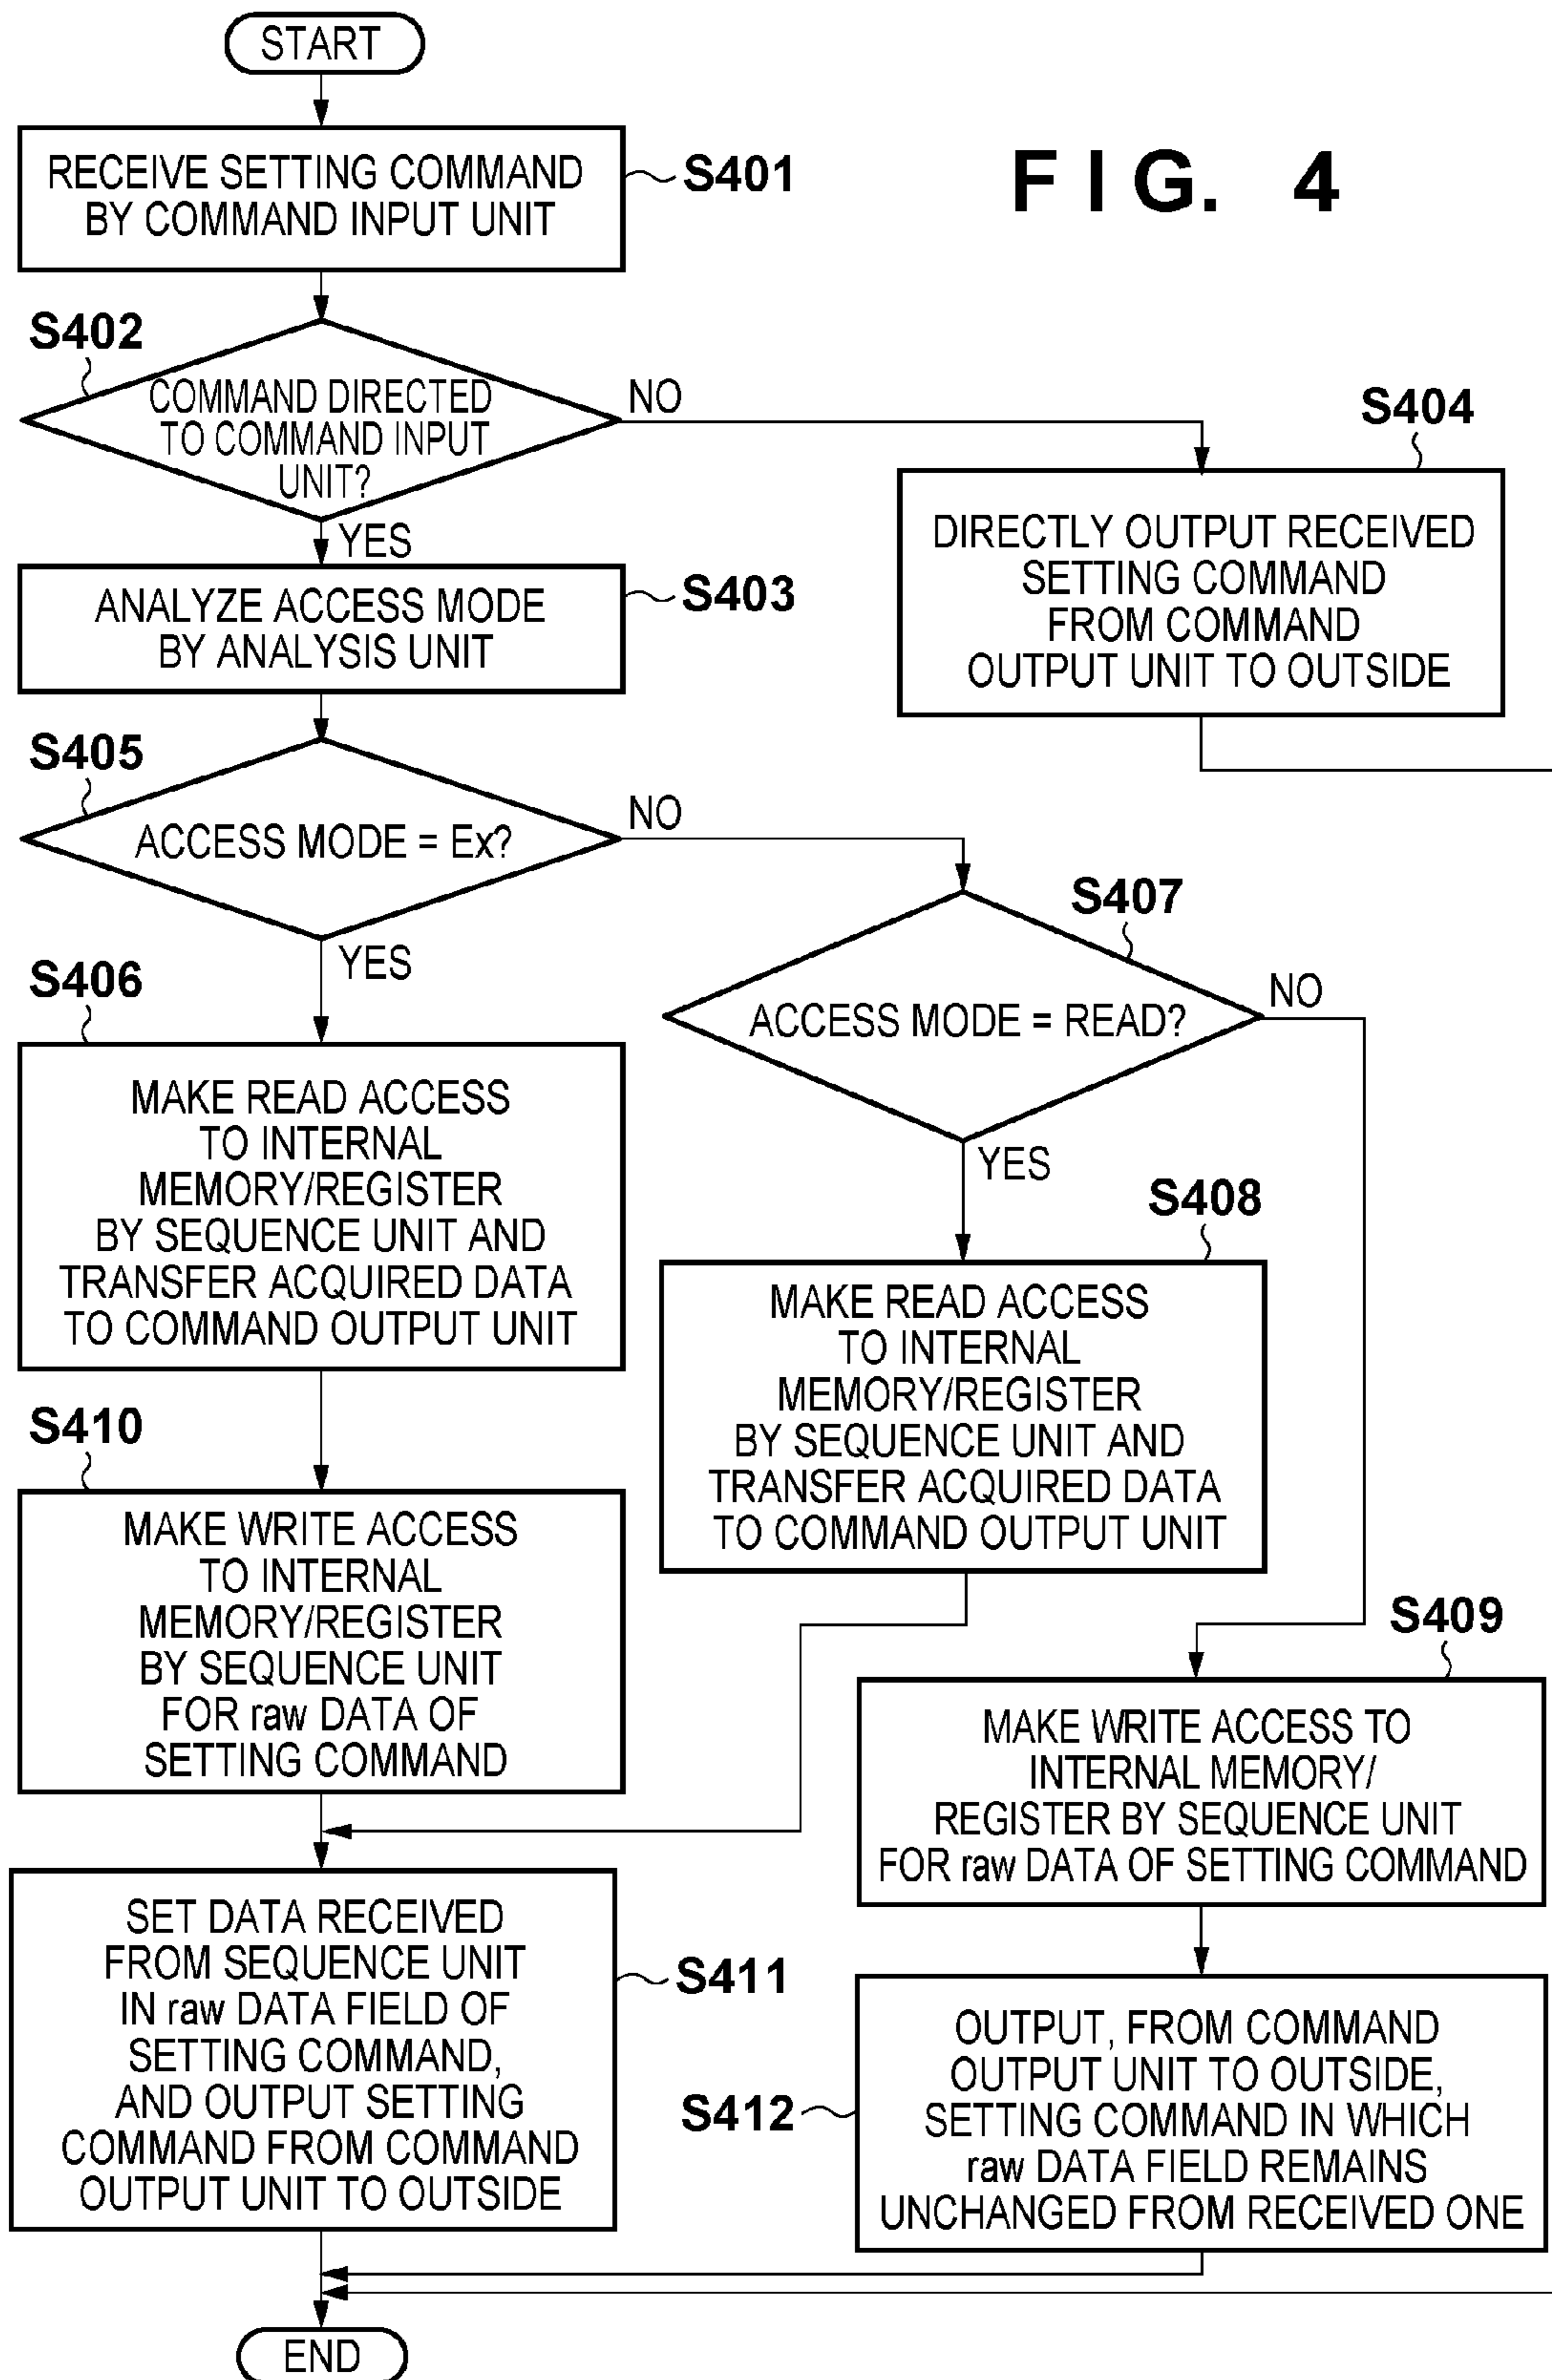 START
FIG. 4
RECEIVE SETTING COMMAND
BY COMMAND INPUT UNIT
S401
S402
COMMAND DIRECTED
TO COMMAND INPUT
UNIT?
NO
YES
S404
DIRECTLY OUTPUT RECEIVED
SETTING COMMAND
FROM COMMAND
OUTPUT UNIT TO OUTSIDE
ANALYZE ACCESS MODE
BY ANALYSIS UNIT
S403
S405
ACCESS MODE = Ex?
NO
YES
S407
ACCESS MODE = READ?
NO
YES
S406
MAKE READ ACCESS
TO INTERNAL
MEMORY/REGISTER
BY SEQUENCE UNIT AND
TRANSFER ACQUIRED DATA
TO COMMAND OUTPUT UNIT
S408
MAKE READ ACCESS
TO INTERNAL
MEMORY/REGISTER
BY SEQUENCE UNIT AND
TRANSFER ACQUIRED DATA
TO COMMAND OUTPUT UNIT
S410
MAKE WRITE ACCESS
TO INTERNAL
MEMORY/REGISTER
BY SEQUENCE UNIT
FOR raw DATA OF
SETTING COMMAND
S409
MAKE WRITE ACCESS TO
INTERNAL MEMORY/
REGISTER BY SEQUENCE UNIT
FOR raw DATA OF SETTING COMMAND
SET DATA RECEIVED
FROM SEQUENCE UNIT
IN raw DATA FIELD OF
SETTING COMMAND,
AND OUTPUT SETTING
COMMAND FROM COMMAND
OUTPUT UNIT TO OUTSIDE
S411
S412
OUTPUT, FROM COMMAND
OUTPUT UNIT TO OUTSIDE,
SETTING COMMAND IN WHICH
raw DATA FIELD REMAINS
UNCHANGED FROM RECEIVED ONE
END